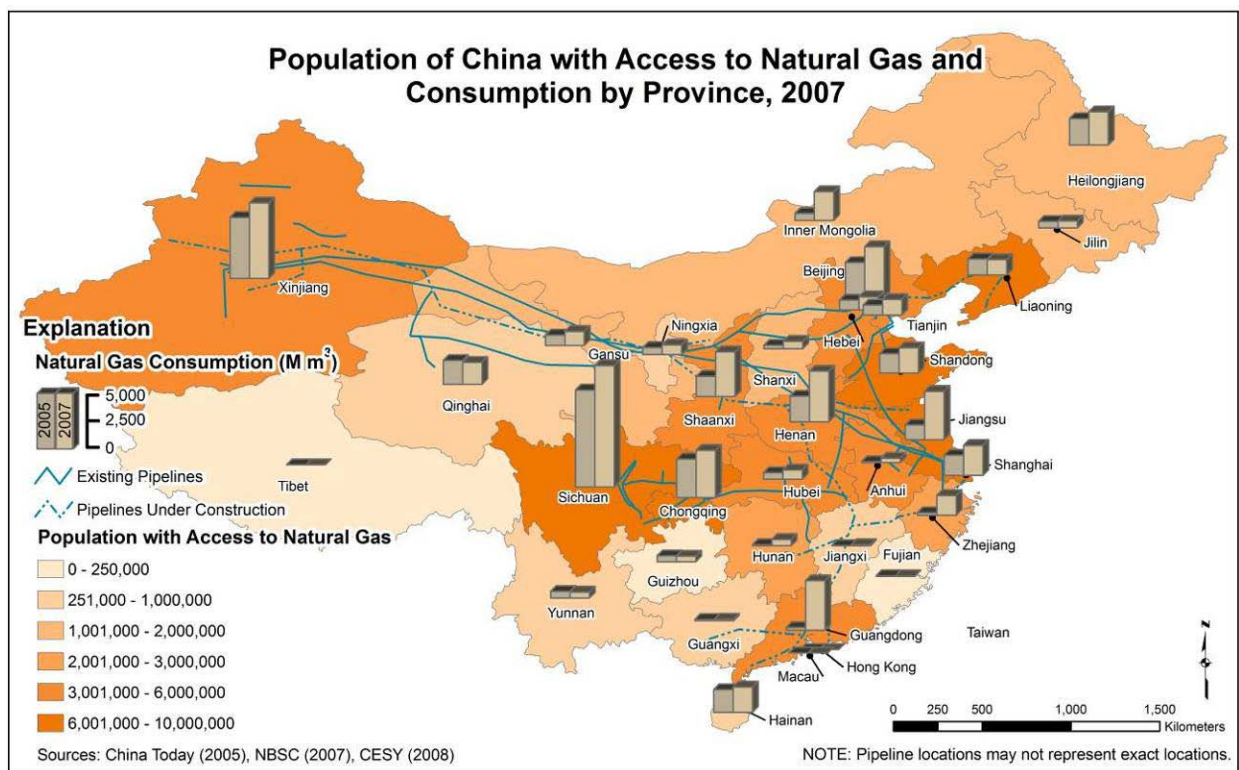 Population of China with Access to Natural Gas and
Consumption by Province, 2007
Heilongjiang
Inner Mongolia
Jilin
Beijing
Liaoning
Xinjiang
Tianjin
Ningxia
Hebei
Gansu
Shandong
Shanxi
Qinghai
Shaanxi
Henan
Jiangsu
Shanghai
Tibet
Sichuan
Chongqing
Hubei
Anhui
Zhejiang
Hunan
Jiangxi
Fujian
Guizhou
Yunnan
Guangxi
Guangdong
Taiwan
Hong Kong
Macau
Hainan
Explanation
Natural Gas Consumption (M m³)
2005
2007
5,000
2,500
0
Existing Pipelines
Pipelines Under Construction
Population with Access to Natural Gas
0 - 250,000
251,000 - 1,000,000
1,001,000 - 2,000,000
2,001,000 - 3,000,000
3,001,000 - 6,000,000
6,001,000 - 10,000,000
N
0 250 500 1,000 1,500
Kilometers
Sources: China Today (2005), NBSC (2007), CESY (2008)
NOTE: Pipeline locations may not represent exact locations.